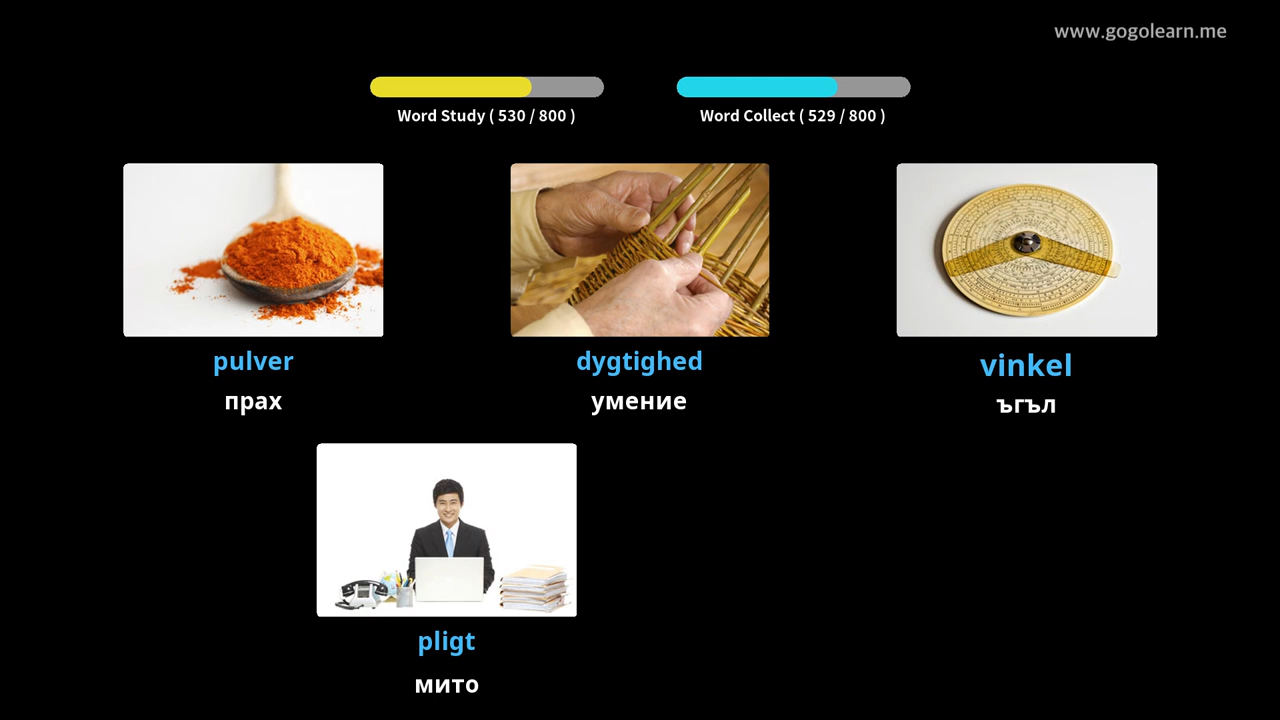 www.gogolearn.me
Word Study ( 530 / 800 )
Word Collect ( 529 / 800 )
pulver
dygtighed
vinkel
прах
умение
ъгъл
pligt
мито